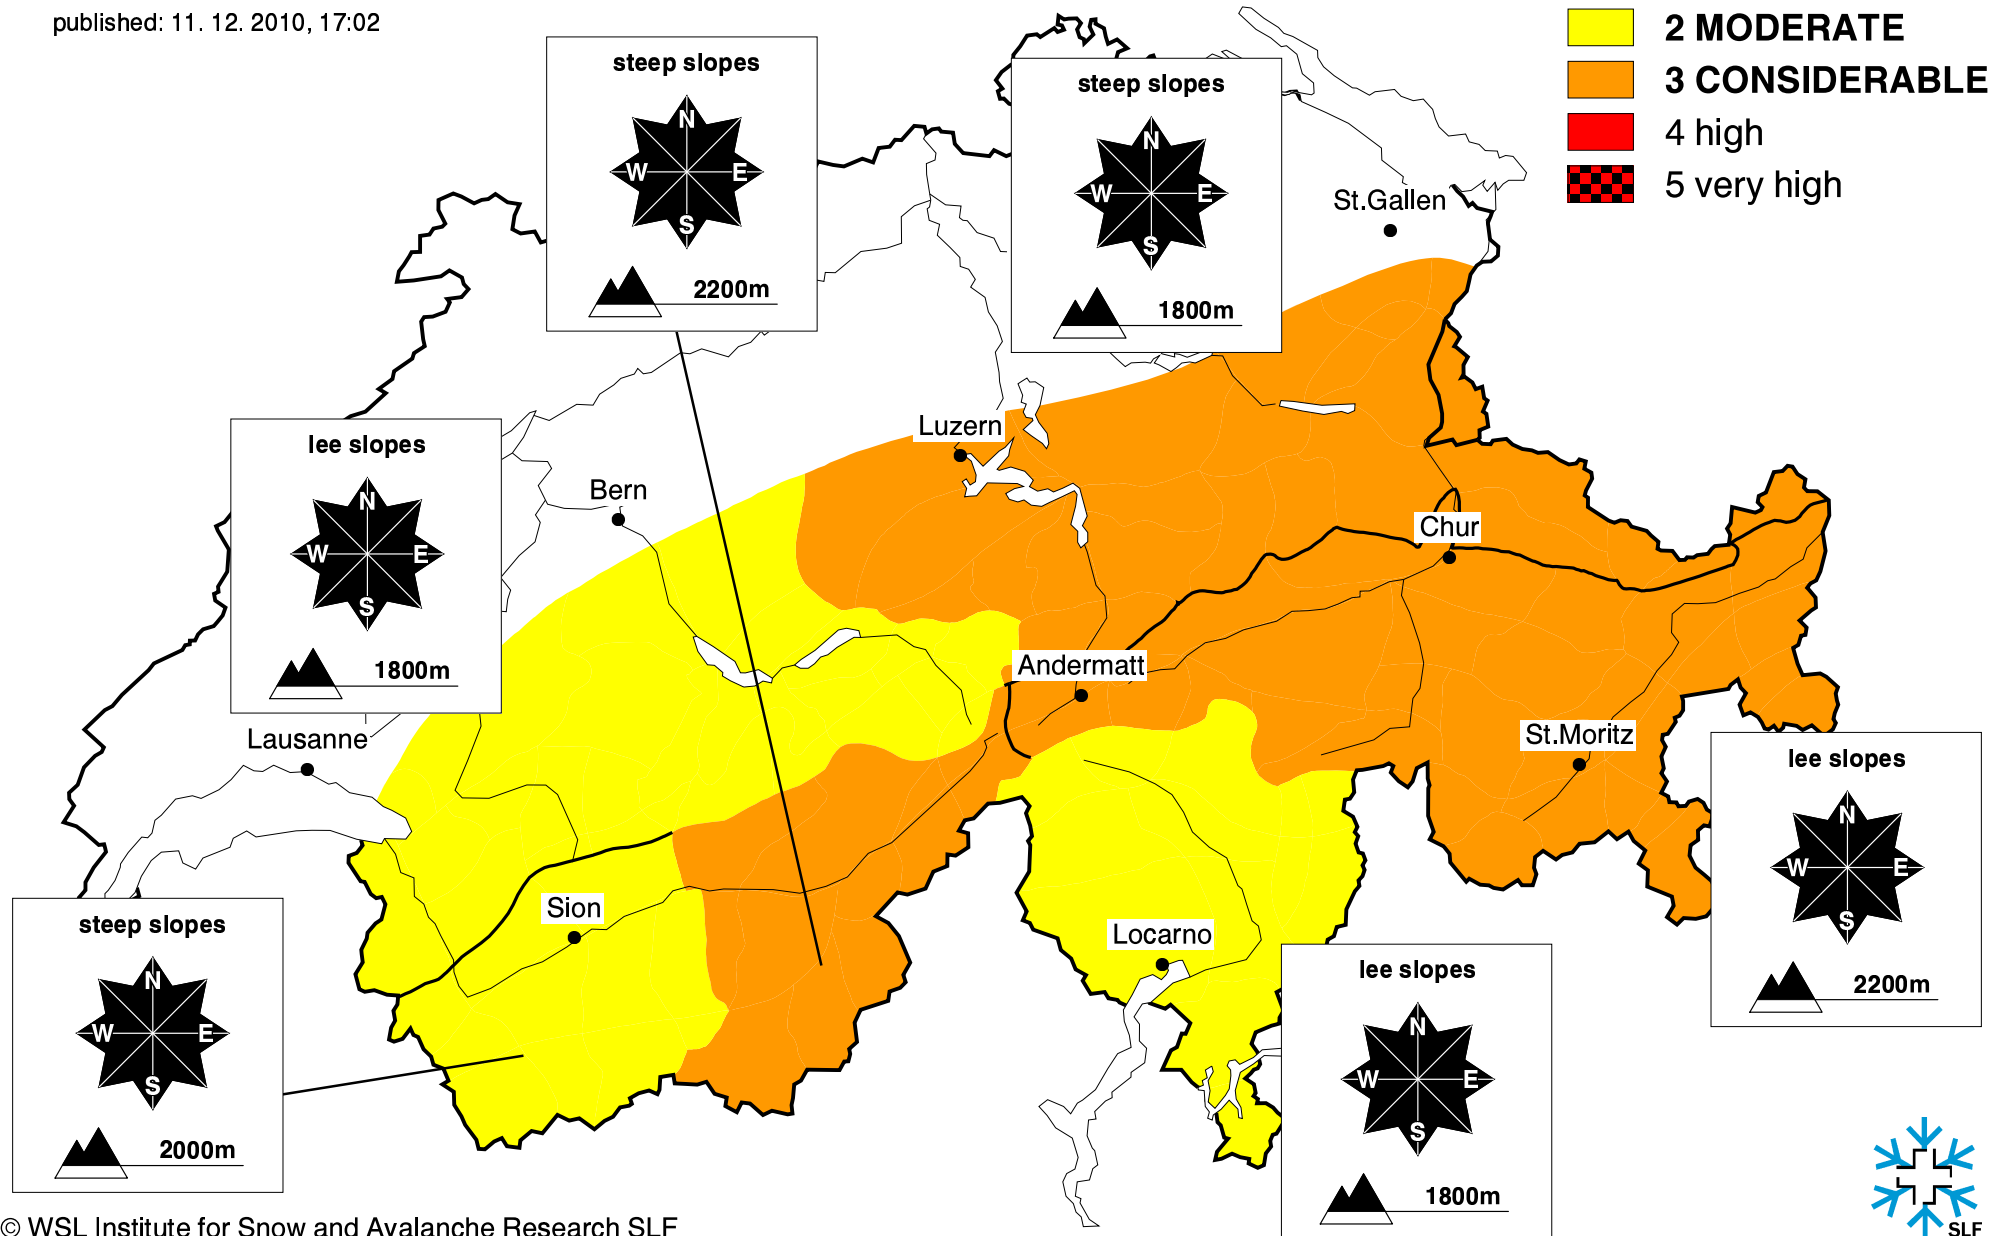 published: 11. 12. 2010, 17:02
2 MODERATE
3 CONSIDERABLE
4 high
5 very high
steep slopes
N
W E
S
2200m
steep slopes
N
W E
S
1800m
St.Gallen
lee slopes
N
W E
S
1800m
Luzern
Bern
Chur
Andermatt
Lausanne
St.Moritz
lee slopes
N
W E
S
2200m
Sion
Locarno
steep slopes
N
W E
S
2000m
lee slopes
N
W E
S
1800m
© WSL Institute for Snow and Avalanche Research SLF
SLF